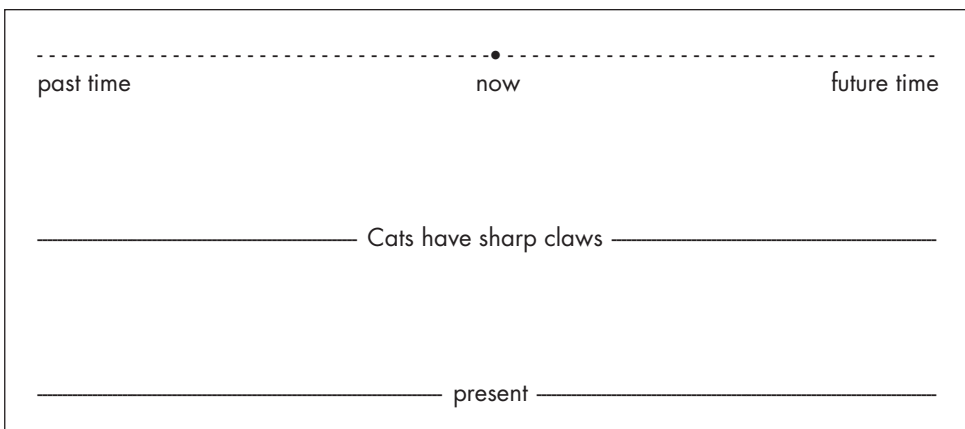 past time now future time
Cats have sharp claws
present